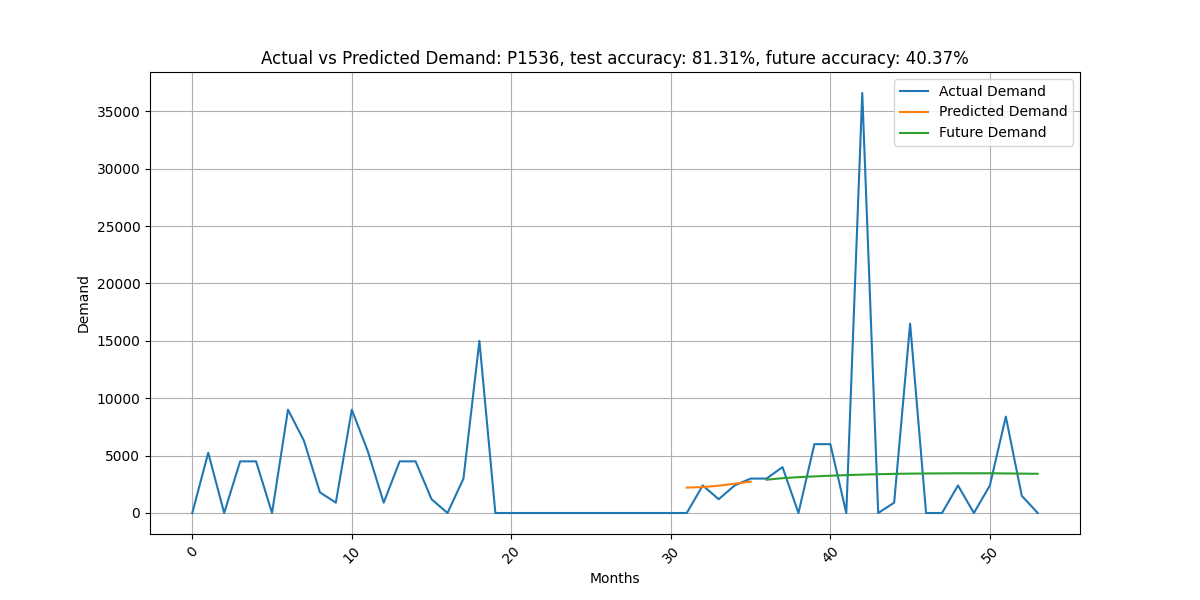 Actual vs Predicted Demand: P1536, test accuracy: 81.31%, future accuracy: 40.37%
Actual Demand
Predicted Demand
Future Demand
35000
30000
25000
20000
15000
10000
5000
0
Demand
0
10
20
30
40
50
Months